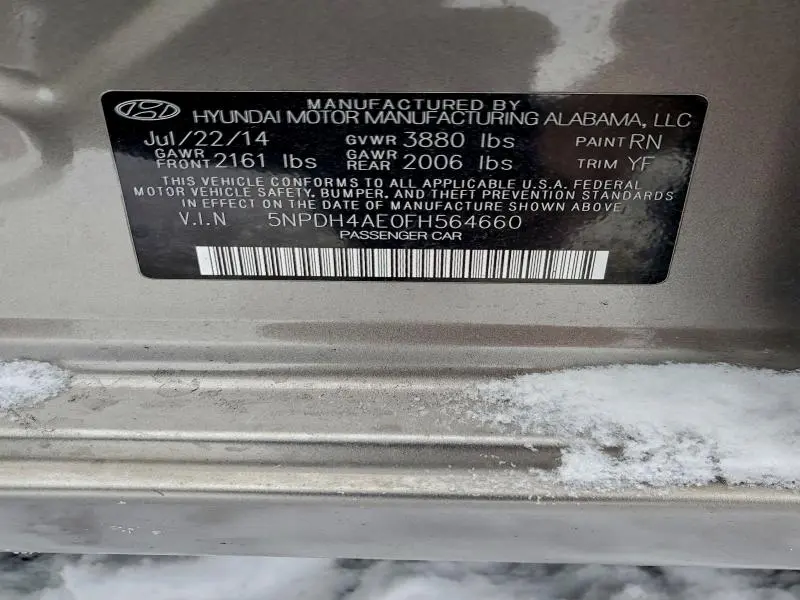 MANUFACTURED BY
HYUNDAI MOTOR MANUFACTURING ALABAMA, LLC
Jul/22/14 GVWR 3880 lbs PAINT RN
GAWR FRONT 2161 lbs GAWR REAR 2006 lbs TRIM YF
THIS VEHICLE CONFORMS TO ALL APPLICABLE U.S.A. FEDERAL
MOTOR VEHICLE SAFETY, BUMPER, AND THEFT PREVENTION STANDARDS
IN EFFECT ON THE DATE OF MANUFACTURE SHOWN ABOVE
V.I.N 5NPDH4AE0FH564660
PASSENGER CAR